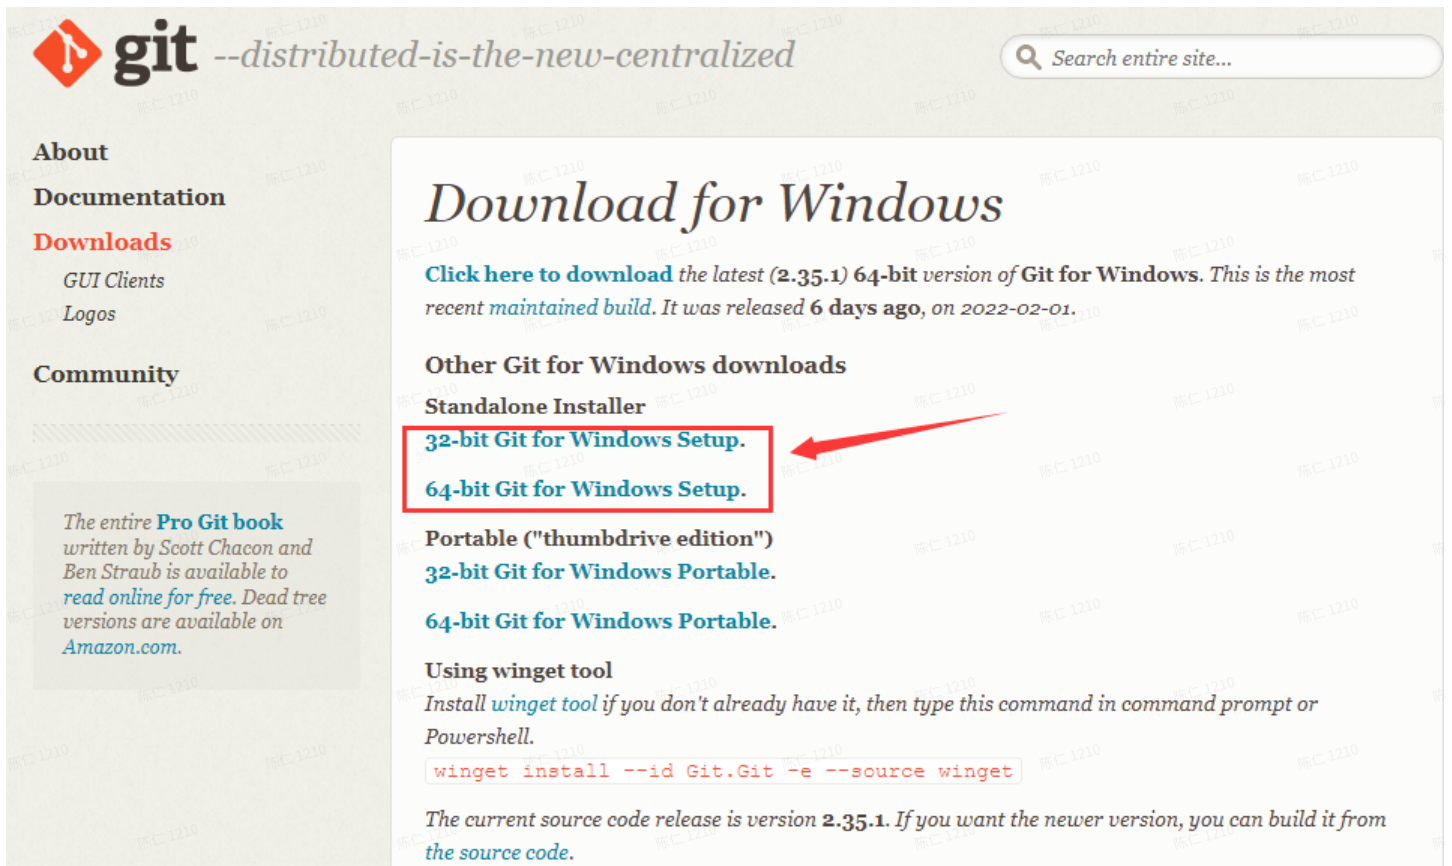 git --distributed-is-the-new-centralized
Search entire site...
About
Documentation
Downloads
GUI Clients
Logos
Community
The entire Pro Git book
written by Scott Chacon and
Ben Straub is available to
read online for free. Dead tree
versions are available on
Amazon.com.
Download for Windows
Click here to download the latest (2.35.1) 64-bit version of Git for Windows. This is the most
recent maintained build. It was released 6 days ago, on 2022-02-01.
Other Git for Windows downloads
Standalone Installer
32-bit Git for Windows Setup.
64-bit Git for Windows Setup.
Portable ("thumbdrive edition")
32-bit Git for Windows Portable.
64-bit Git for Windows Portable.
Using winget tool
Install winget tool if you don't already have it, then type this command in command prompt or
Powershell.
winget install --id Git.Git -e --source winget
The current source code release is version 2.35.1. If you want the newer version, you can build it from
the source code.
陈仁 1210